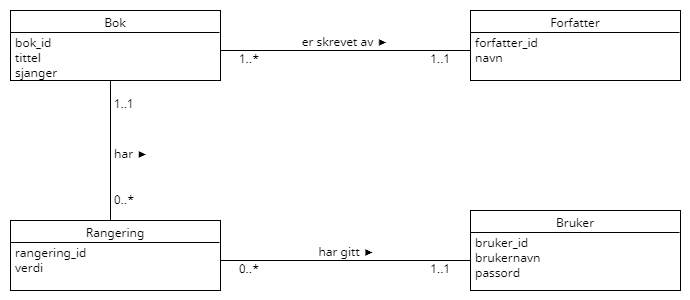 Bok
bok_id
tittel
sjanger
er skrevet av ►
1..*
1..1
Forfatter
forfatter_id
navn
1..1
har ►
0..*
Rangering
rangering_id
verdi
har gitt ►
0..*
1..1
Bruker
bruker_id
brukernavn
passord